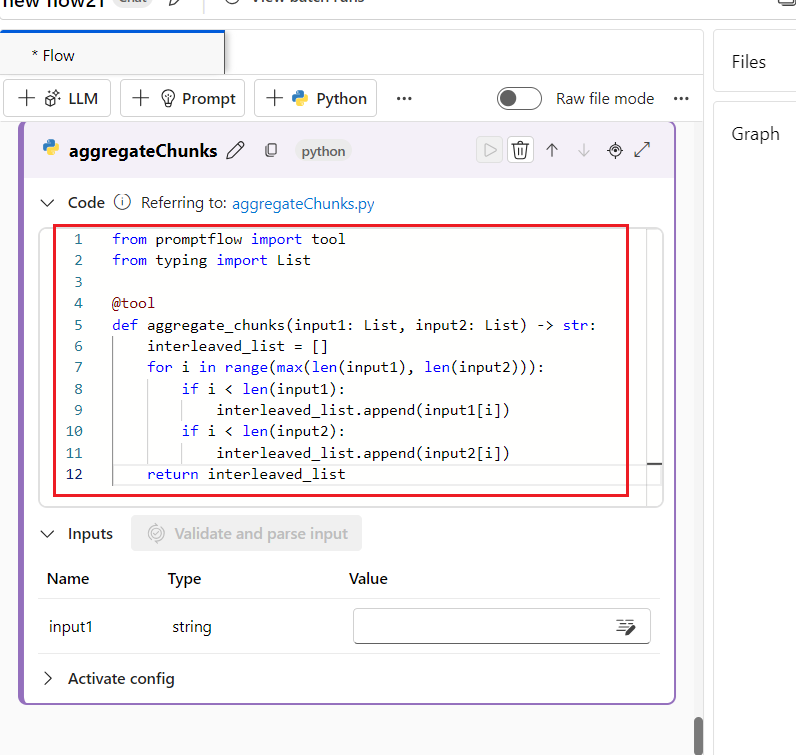 new flow21 Chat View batch runs
* Flow
LLM Prompt Python ... Raw file mode ...
Files
Graph
aggregateChunks python
Code Referring to: aggregateChunks.py
1 from promptflow import tool
2 from typing import List
3
4 @tool
5 def aggregate_chunks(input1: List, input2: List) -> str:
6 interleaved_list = []
7 for i in range(max(len(input1), len(input2))):
8 if i < len(input1):
9 interleaved_list.append(input1[i])
10 if i < len(input2):
11 interleaved_list.append(input2[i])
12 return interleaved_list
Inputs Validate and parse input
Name Type Value
input1 string
Activate config